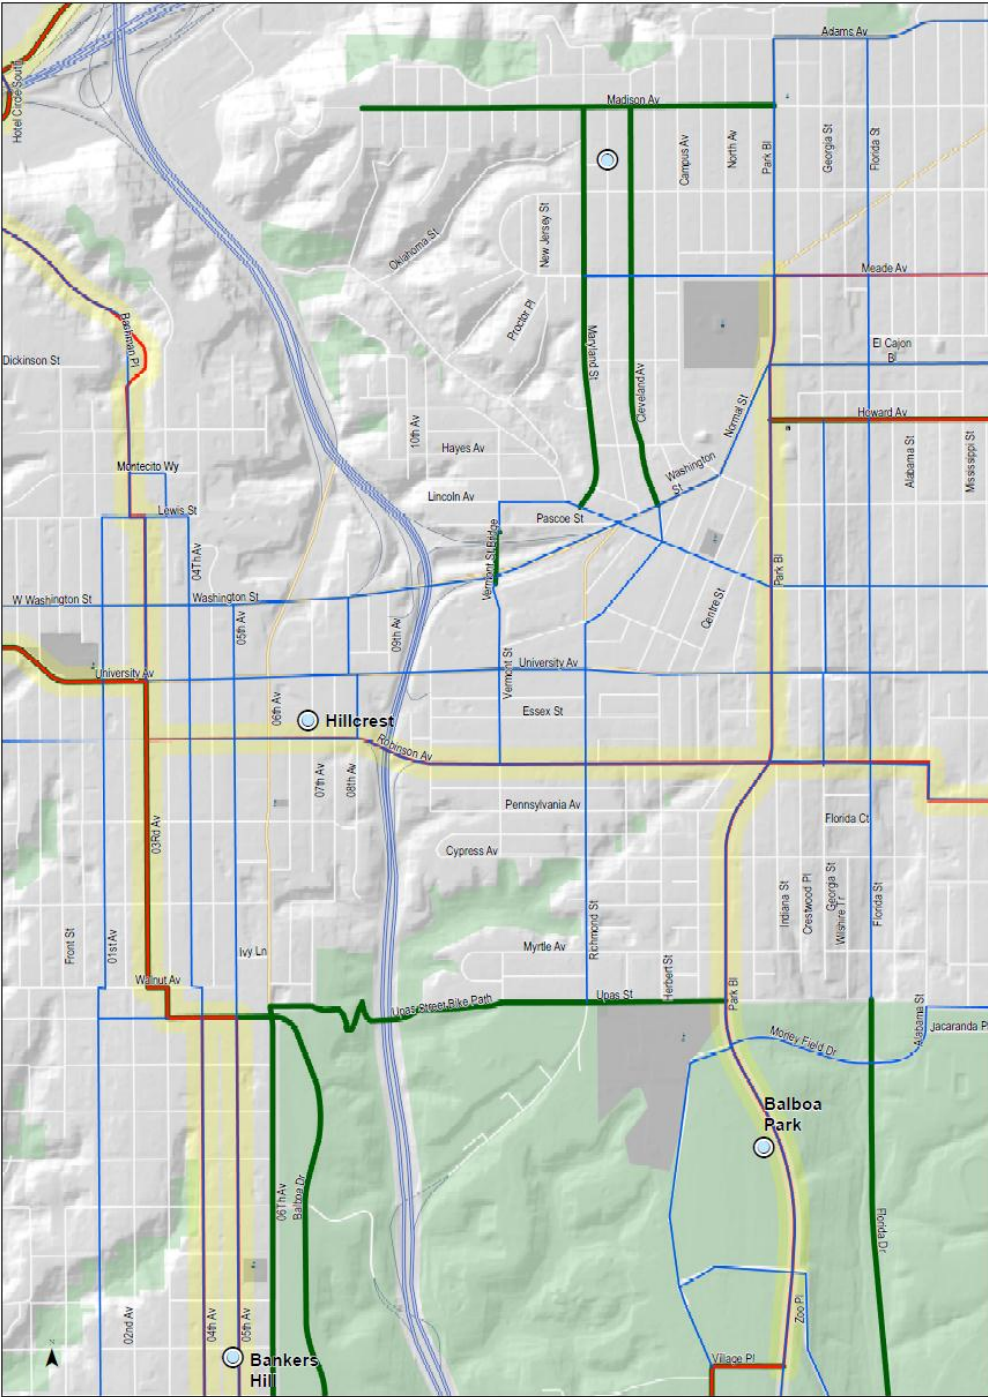 Adams Av
Hotel Circle South
Madison Av
Campus Av
North Av
Park Bl
Georgia St
Florida St
New Jersey St
Oklahoma St
Meade Av
Proctor Pl
Bachman Pl
Maryland St
Dickinson St
El Cajon
Bl
Cleveland Av
Normal St
Howard Av
10th Av
Hayes Av
Alabama St
Mississippi St
Washington
St
Montecito Wy
Lincoln Av
Lewis St
Pascoe St
Vermont St Bridge
04Th Av
Park Bl
W Washington St
Washington St
Centre St
05th Av
09th Av
University Av
University Av
Vermont St
06th Av
Essex St
Hillcrest
Robinson Av
07th Av
08th Av
Pennsylvania Av
03Rd Av
Florida Ct
Cypress Av
Indiana St
Crestwood Pl
Georgia St
Wilshire Tr
Florida St
Front St
01st Av
Ivy Ln
Myrtle Av
Richmond St
Herbert St
Walnut Av
Upas Street Bike Path
Upas St
Park Bl
Alabama St
Morley Field Dr
Jacaranda Pl
Balboa
Park
06Th Av
Balboa Dr
Florida Dr
02nd Av
04th Av
05th Av
Zoo Pl
Village Pl
Bankers
Hill